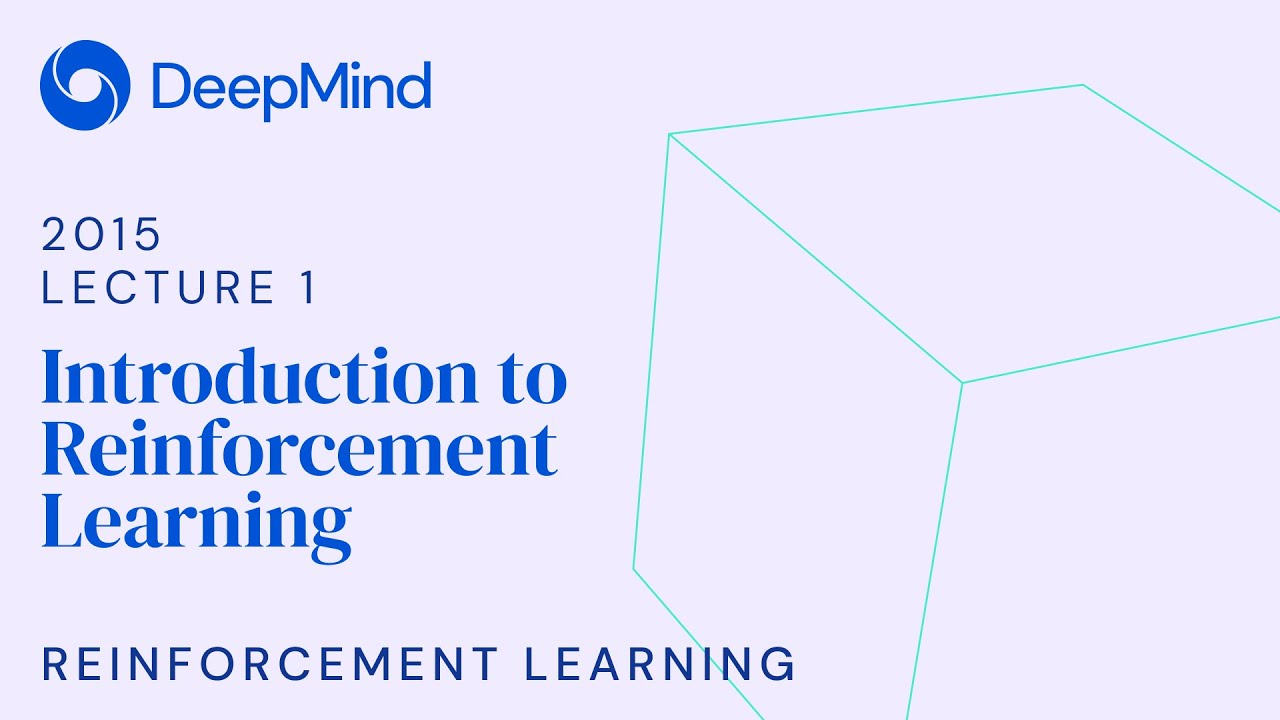 DeepMind
2015
LECTURE 1
Introduction to
Reinforcement
Learning
REINFORCEMENT LEARNING